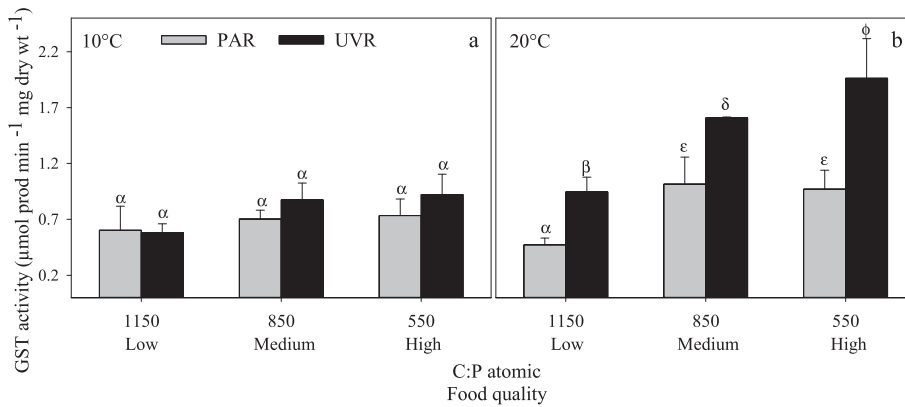 GST activity (µmol prod min⁻¹ mg dry wt⁻¹)
2.2
1.7
1.2
0.7
0.2
10°C PAR UVR a
α α α α α α
20°C b
α β ε δ ε ϕ
1150 850 550 1150 850 550
Low Medium High Low Medium High
C:P atomic
Food quality